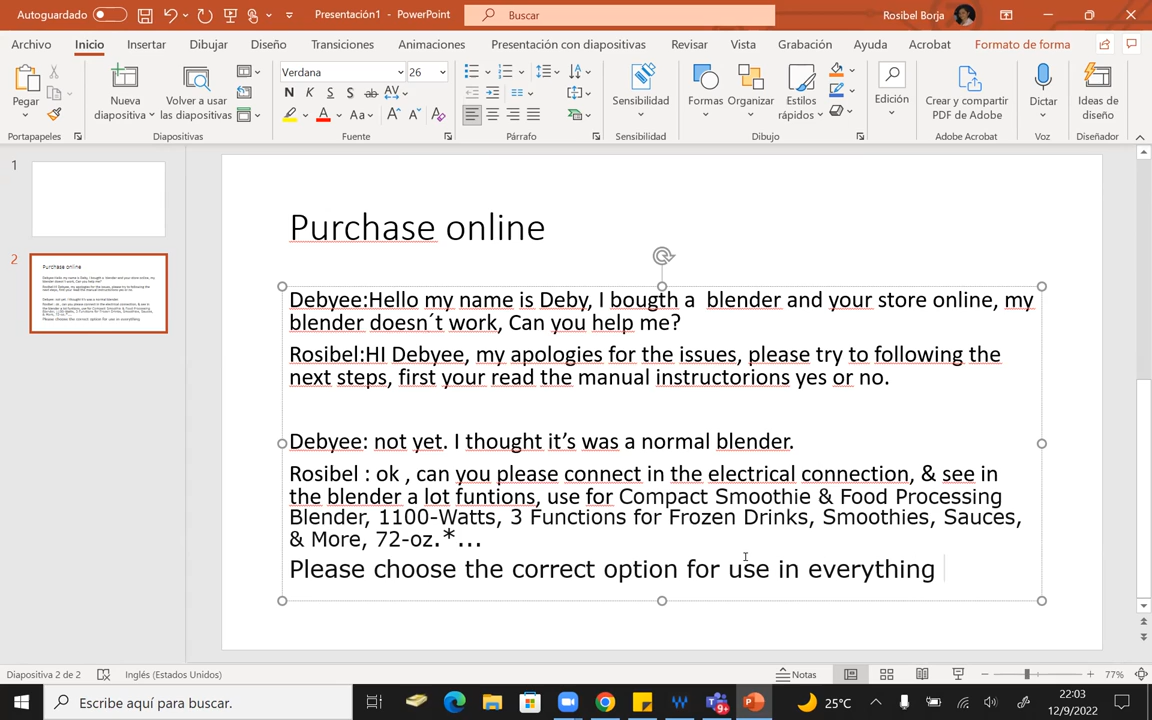 Autoguardado
Presentación1 - PowerPoint
Buscar
Rosibel Borja
Archivo Inicio Insertar Dibujar Diseño Transiciones Animaciones Presentación con diapositivas Revisar Vista Grabación Ayuda Acrobat Formato de forma
Pegar
Nueva diapositiva
Volver a usar las diapositivas
Verdana 26
N K S S ab AV
A Aa A A
Sensibilidad
Formas
Organizar
Estilos rápidos
Edición
Crear y compartir PDF de Adobe
Dictar
Ideas de diseño
Portapapeles Diapositivas Fuente Párrafo Sensibilidad Dibujo Adobe Acrobat Voz Diseñador
1
2
Purchase online
Debyee:Hello my name is Deby, I bougth a blender and your store online, my
blender doesn´t work, Can you help me?
Rosibel:HI Debyee, my apologies for the issues, please try to following the
next steps, first your read the manual instructorions yes or no.
Debyee: not yet. I thought it’s was a normal blender.
Rosibel : ok , can you please connect in the electrical connection, & see in
the blender a lot funtions, use for Compact Smoothie & Food Processing
Blender, 1100-Watts, 3 Functions for Frozen Drinks, Smoothies, Sauces,
& More, 72-oz.*...
Please choose the correct option for use in everything
Diapositiva 2 de 2
Inglés (Estados Unidos)
Notas
77%
Escribe aquí para buscar.
9+
25°C
22:03
12/9/2022